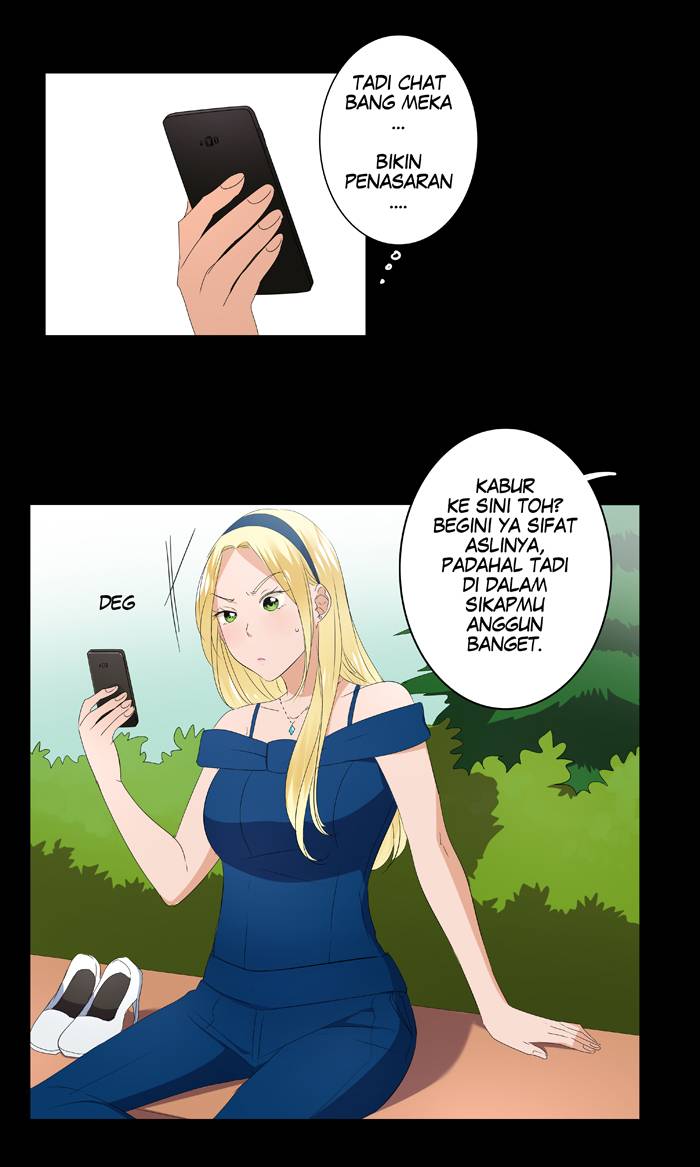 TADI CHAT
BANG MEKA
...
BIKIN
PENASARAN
....
KABUR
KE SINI TOH?
BEGINI YA SIFAT
ASLINYA,
PADAHAL TADI
DI DALAM
SIKAPMU
ANGGUN
BANGET.
DEG